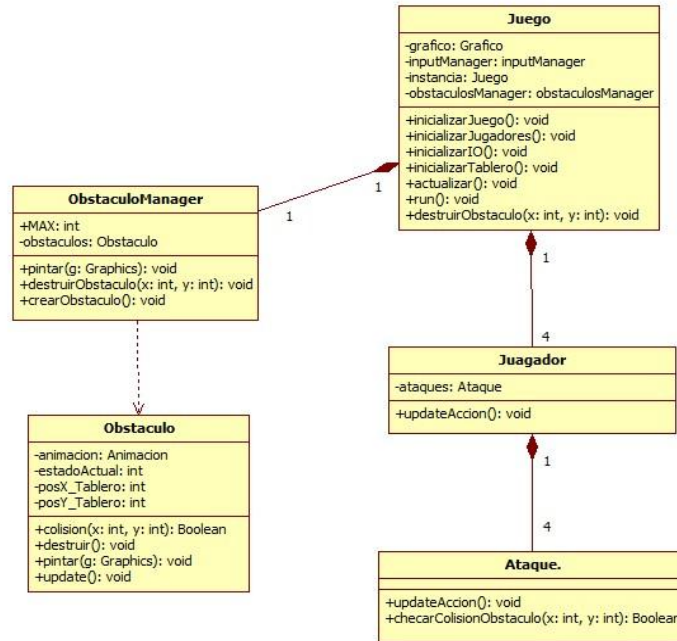 Juego
-grafico: Grafico
-inputManager: inputManager
-instancia: Juego
-obstaculosManager: obstaculosManager
+inicializarJuego(): void
+inicializarJugadores(): void
+inicializarIO(): void
+inicializarTablero(): void
+actualizar(): void
+run(): void
+destruirObstaculo(x: int, y: int): void
1
1
ObstaculoManager
+MAX: int
-obstaculos: Obstaculo
+pintar(g: Graphics): void
+destruirObstaculo(x: int, y: int): void
+crearObstaculo(): void
1
4
Juagador
-ataques: Ataque
+updateAccion(): void
Obstaculo
-animacion: Animacion
-estadoActual: int
-posX_Tablero: int
-posY_Tablero: int
+colision(x: int, y: int): Boolean
+destruir(): void
+pintar(g: Graphics): void
+update(): void
1
4
Ataque.
+updateAccion(): void
+checarColisionObstaculo(x: int, y: int): Boolean